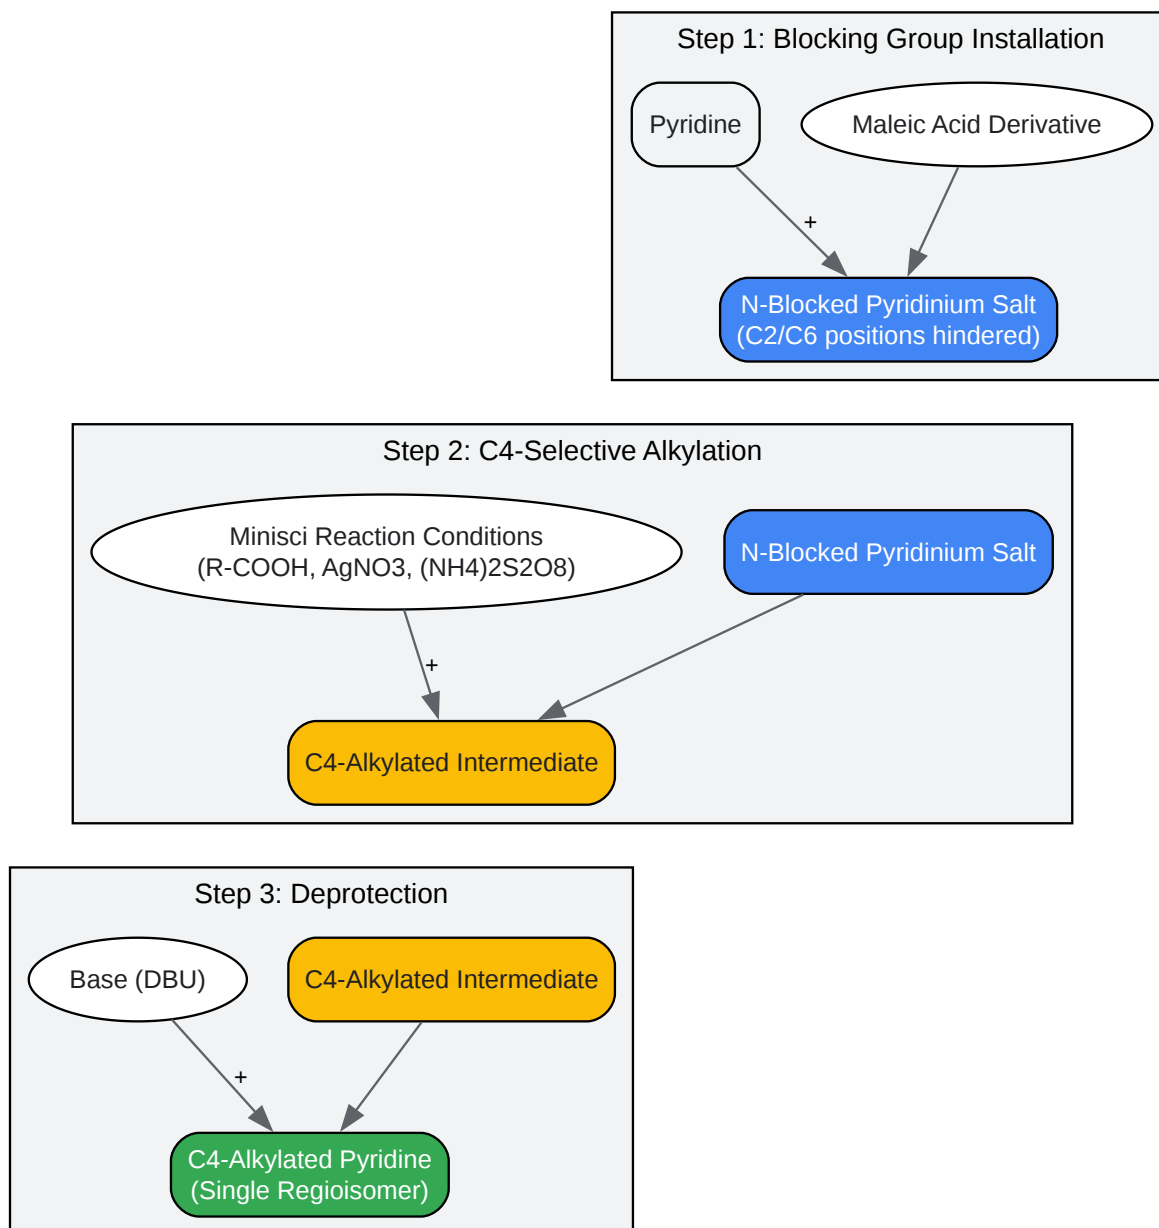 Step 1: Blocking Group Installation
Pyridine
Maleic Acid Derivative
+
N-Blocked Pyridinium Salt
(C2/C6 positions hindered)
Step 2: C4-Selective Alkylation
Minisci Reaction Conditions
(R-COOH, AgNO3, (NH4)2S2O8)
N-Blocked Pyridinium Salt
+
C4-Alkylated Intermediate
Step 3: Deprotection
Base (DBU)
C4-Alkylated Intermediate
+
C4-Alkylated Pyridine
(Single Regioisomer)